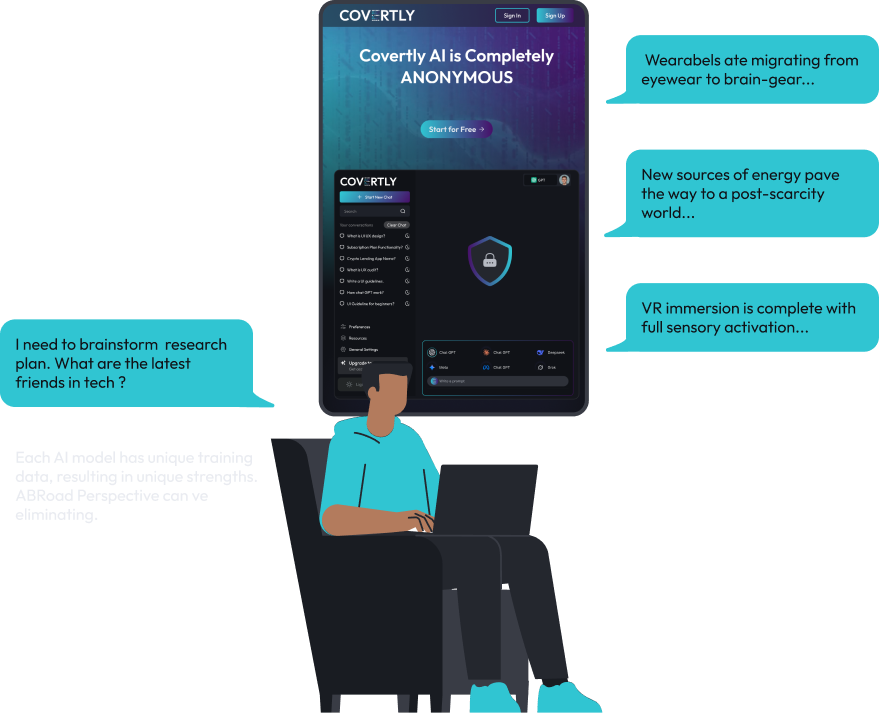 COVERTLY
Sign In
Sign Up
Covertly AI is Completely
ANONYMOUS
Start for Free →
COVERTLY
+ Start New Chat
GPT
Search
Your conversations
Clear Chat
What is UI UX design?
Subscription Plan Functionality?
Crypto Lending App Name?
What is UX audit?
Write a UI guidelines.
How chat GPT work?
UI Guideline for beginners?
Preferences
Resources
General Settings
Upgrade to
Chat GPT
Chat GPT
Deepseek
Meta
Chat GPT
Grok
Write a prompt
Wearabels ate migrating from
eyewear to brain-gear...
New sources of energy pave
the way to a post-scarcity
world...
VR immersion is complete with
full sensory activation...
I need to brainstorm research
plan. What are the latest
friends in tech ?
Each AI model has unique training
data, resulting in unique strengths.
ABRoad Perspective can ve
eliminating.